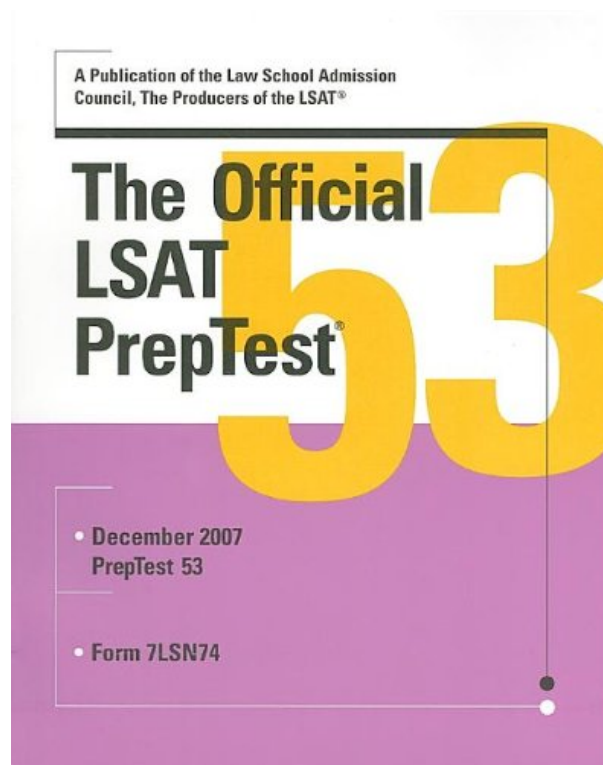 A Publication of the Law School Admission
Council, The Producers of the LSAT®
53
The Official
LSAT
PrepTest®
• December 2007
PrepTest 53
• Form 7LSN74